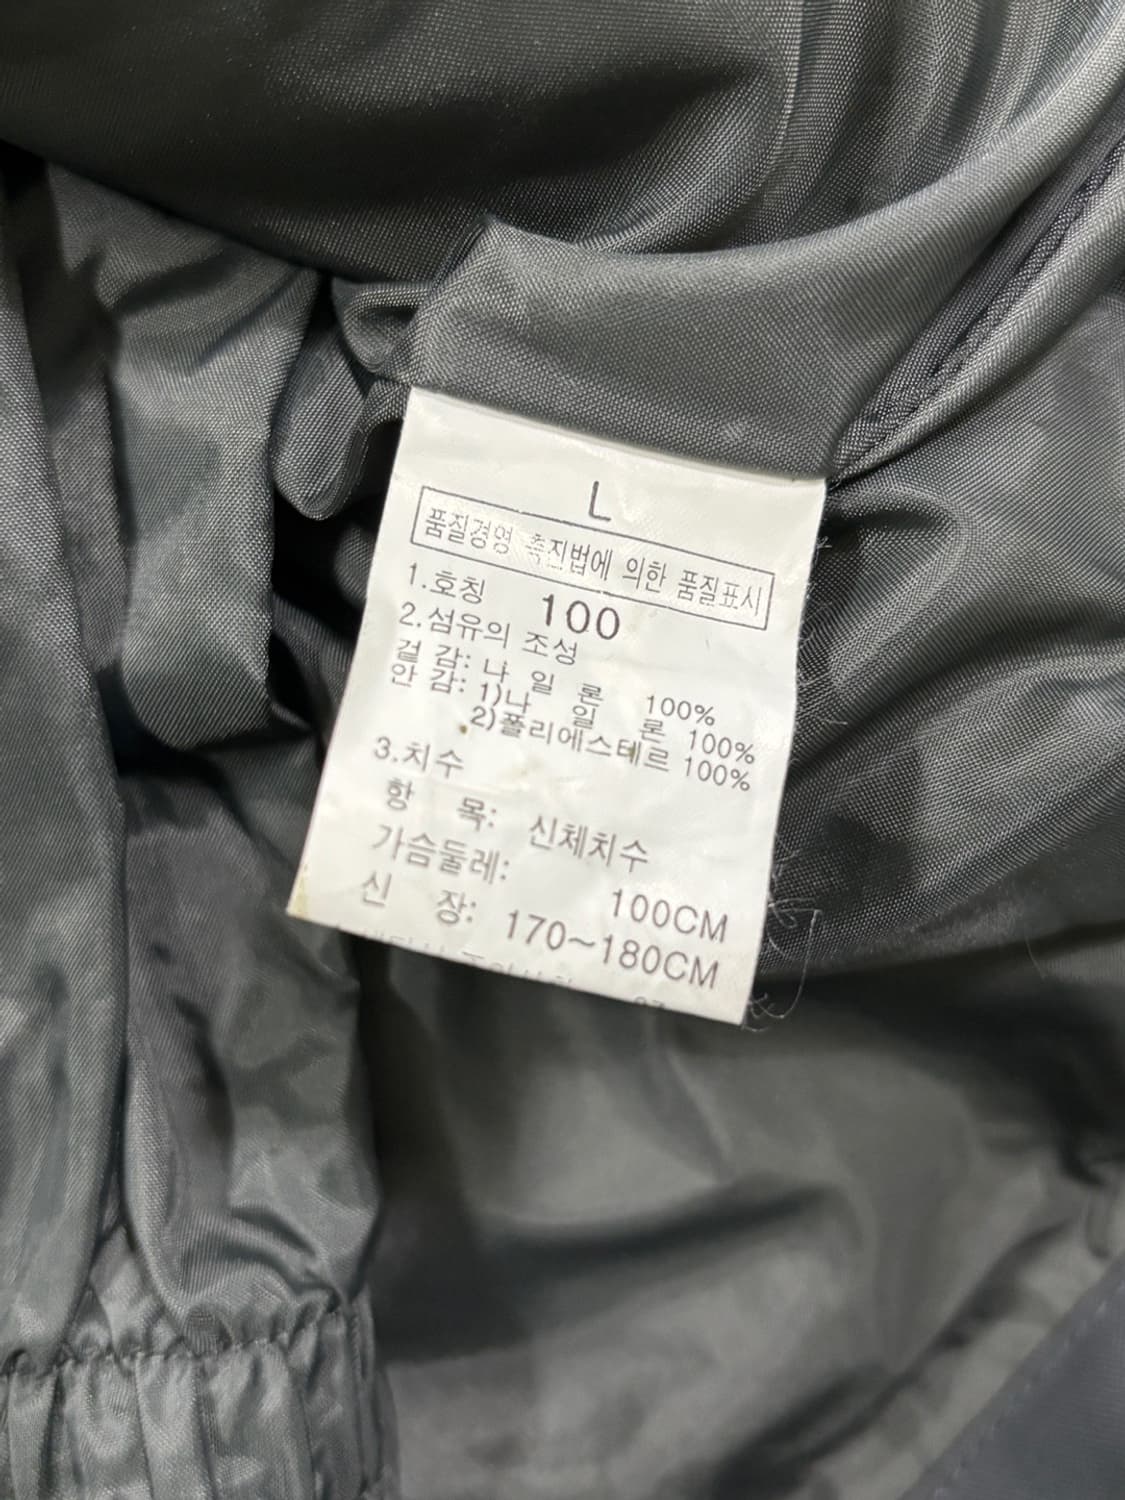 L
품질경영 촉진법에 의한 품질표시
1.호칭 100
2.섬유의 조성
겉 감: 나 일 론 100%
안 감: 1)나 일 론 100%
2)폴리에스테르 100%
3.치수
항 목: 신체치수
가슴둘레: 100CM
신 장: 170~180CM